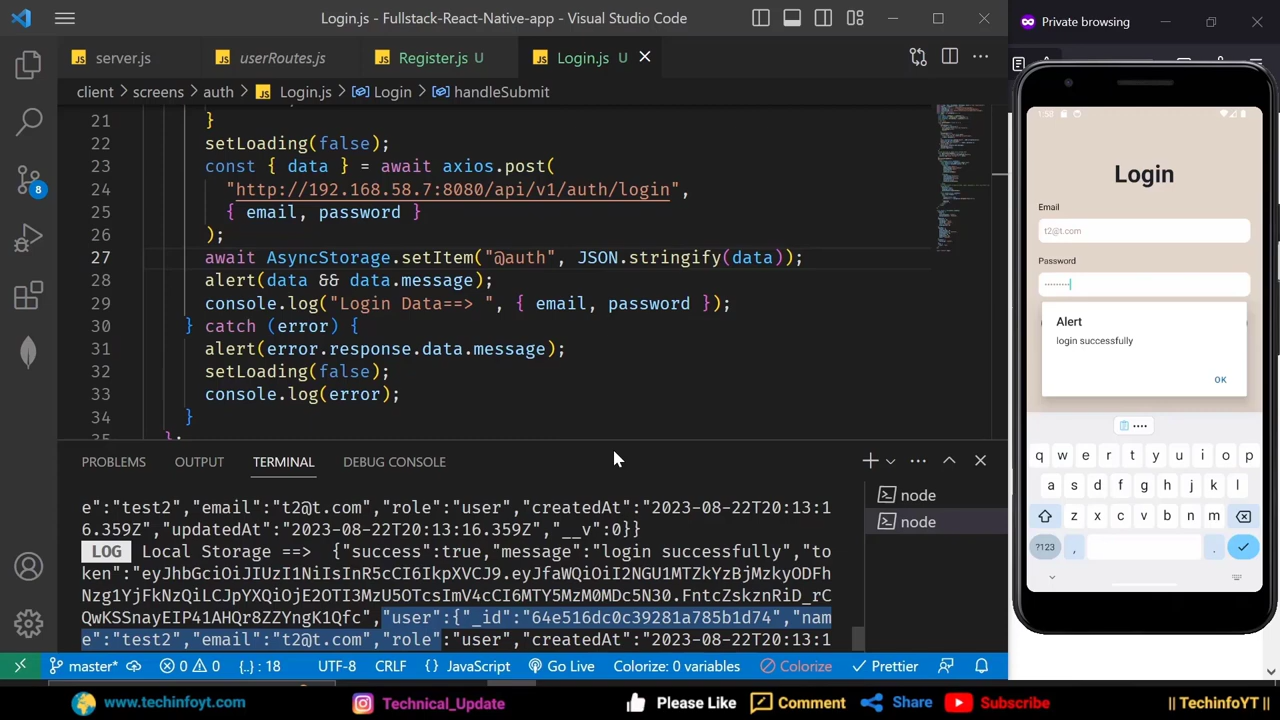 Login.js - Fullstack-React-Native-app - Visual Studio Code
server.js
userRoutes.js
Register.js U
Login.js U
client > screens > auth > Login.js > Login > handleSubmit
21 }
22 setLoading(false);
23 const { data } = await axios.post(
24 "http://192.168.58.7:8080/api/v1/auth/login",
25 { email, password }
26 );
27 await AsyncStorage.setItem("@auth", JSON.stringify(data));
28 alert(data && data.message);
29 console.log("Login Data==> ", { email, password });
30 } catch (error) {
31 alert(error.response.data.message);
32 setLoading(false);
33 console.log(error);
34 }
35 };
8
PROBLEMS OUTPUT TERMINAL DEBUG CONSOLE
e":"test2","email":"t2@t.com","role":"user","createdAt":"2023-08-22T20:13:1
6.359Z","updatedAt":"2023-08-22T20:13:16.359Z","__v":0}}
LOG Local Storage ==> {"success":true,"message":"login successfully","to
ken":"eyJhbGciOiJIUzI1NiIsInR5cCI6IkpXVCJ9.eyJfaWQiOiI2NGU1MTZkYzBjMzkyODFh
Nzg1YjFkNzQiLCJpYXQiOjE2OTI3MzU5OTcsImV4cCI6MTY5MzM0MDc5N30.FntcZskznRiD_rC
QwKSSnayEIP41AHQr8ZZYngK1Qfc","user":{"_id":"64e516dc0c39281a785b1d74","nam
e":"test2","email":"t2@t.com","role":"user","createdAt":"2023-08-22T20:13:1
node
node
master* 0 0 {..} : 18 UTF-8 CRLF {} JavaScript Go Live Colorize: 0 variables Colorize Prettier
Private browsing
1:50
Login
Email
t2@t.com
Password
Alert
login successfully
OK
q w e r t y u i o p
a s d f g h j k l
z x c v b n m
?123 , .
www.techinfoyt.com Technical_Update Please Like Comment Share Subscribe || TechinfoYT ||